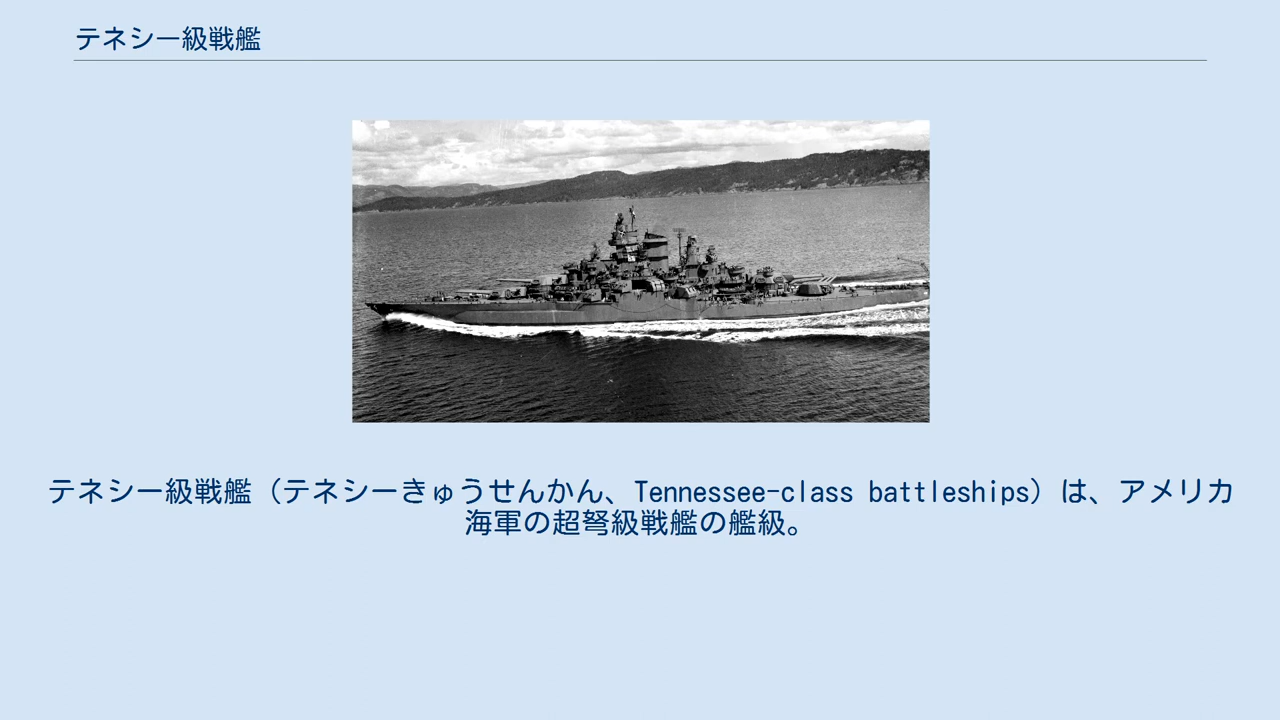 テネシー級戦艦
テネシー級戦艦（テネシーきゅうせんかん、Tennessee-class battleships）は、アメリカ
海軍の超弩級戦艦の艦級。